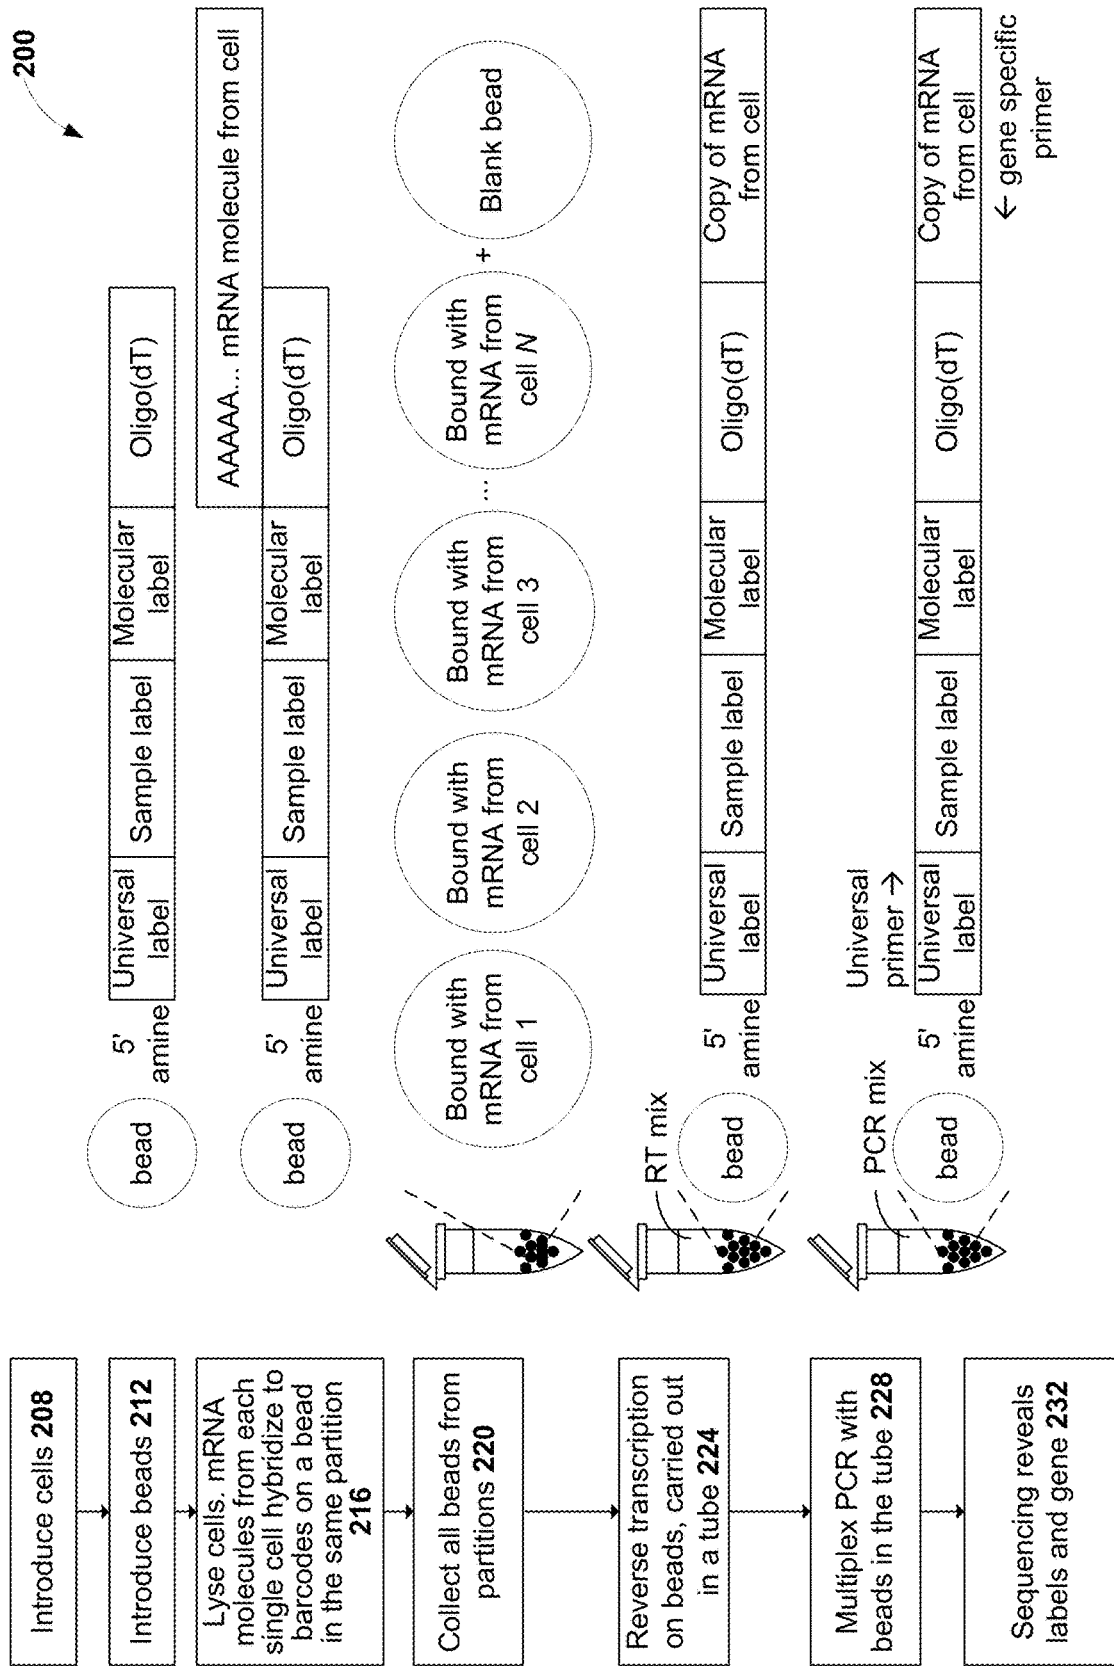 200
Introduce cells 208
Introduce beads 212
bead
5'
amine
Universal
label
Sample label
Molecular
label
Oligo(dT)
Lyse cells. mRNA
molecules from each
single cell hybridize to
barcodes on a bead
in the same partition
216
bead
5'
amine
Universal
label
Sample label
Molecular
label
Oligo(dT)
AAAAA... mRNA molecule from cell
Collect all beads from
partitions 220
Bound with
mRNA from
cell 1
Bound with
mRNA from
cell 2
Bound with
mRNA from
cell 3
...
Bound with
mRNA from
cell N
+
Blank bead
Reverse transcription
on beads, carried out
in a tube 224
RT mix
bead
5'
amine
Universal
label
Sample label
Molecular
label
Oligo(dT)
Copy of mRNA
from cell
Multiplex PCR with
beads in the tube 228
PCR mix
bead
5'
amine
Universal
primer →
Universal
label
Sample label
Molecular
label
Oligo(dT)
Copy of mRNA
from cell
← gene specific
primer
Sequencing reveals
labels and gene 232